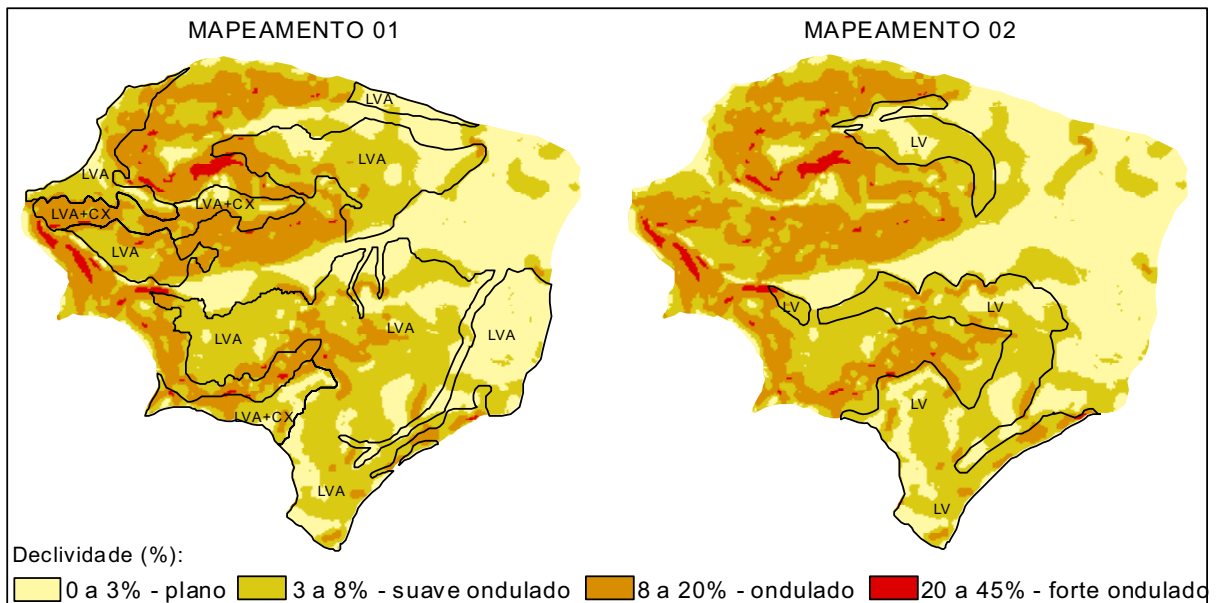 MAPEAMENTO 01
MAPEAMENTO 02
LVA
LVA
LVA
LVA+CX
LVA+CX
LVA
LVA
LVA
LVA
LVA+CX
LVA
LV
LV
LV
LV
LV
Declividade (%):
0 a 3% - plano
3 a 8% - suave ondulado
8 a 20% - ondulado
20 a 45% - forte ondulado